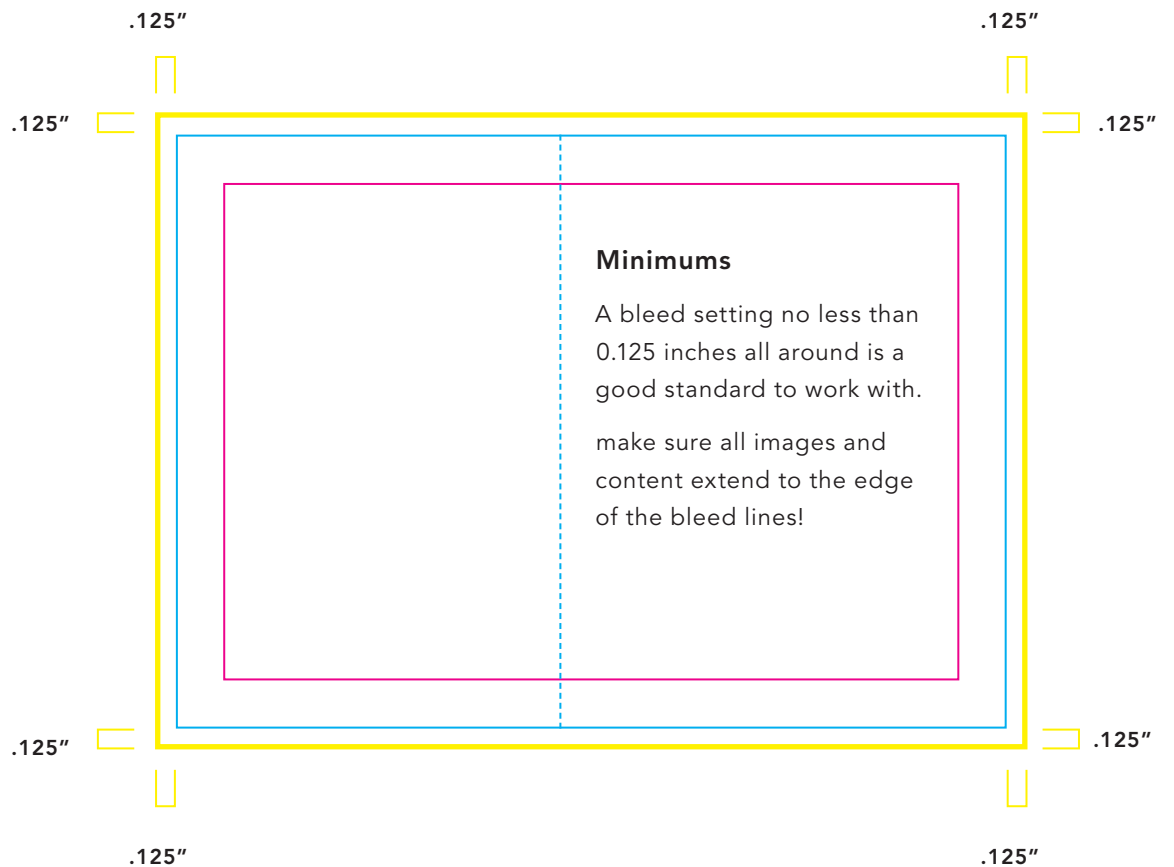 .125” .125”
.125” .125”
Minimums
A bleed setting no less than
0.125 inches all around is a
good standard to work with.
make sure all images and
content extend to the edge
of the bleed lines!
.125” .125”
.125” .125”